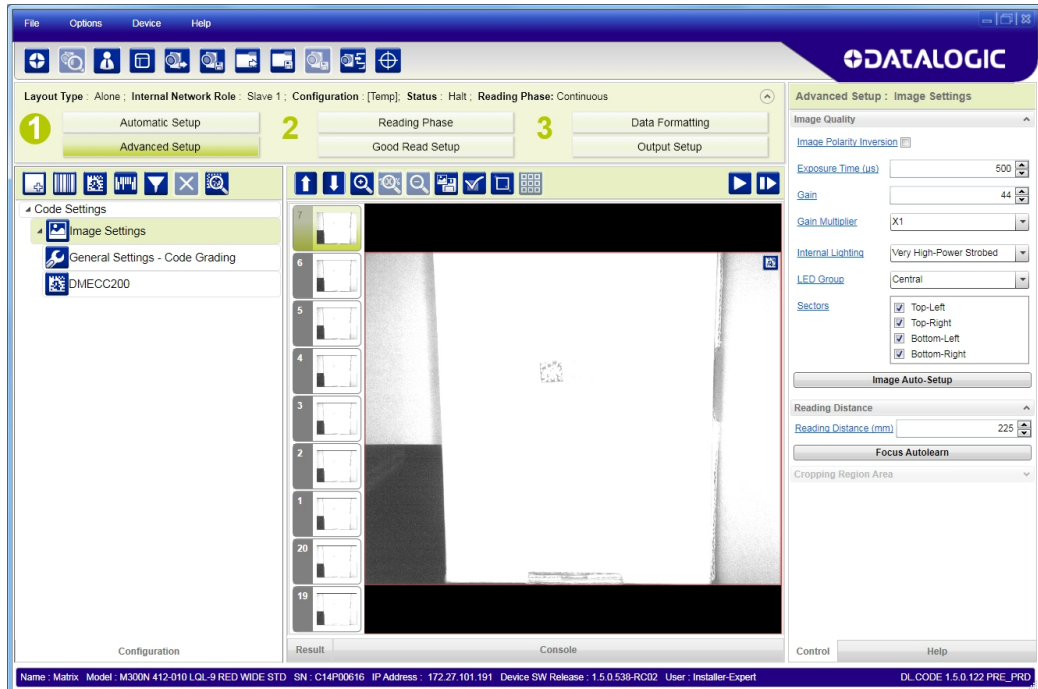 File Options Device Help
DATALOGIC
Layout Type : Alone ; Internal Network Role : Slave 1 ; Configuration : [Temp]; Status : Halt ; Reading Phase: Continuous
1 Automatic Setup 2 Reading Phase 3 Data Formatting
Advanced Setup Good Read Setup Output Setup
Code Settings
Image Settings
General Settings - Code Grading
DMECC200
100%
7
6
5
4
3
2
1
20
19
Configuration
Result Console
Advanced Setup : Image Settings
Image Quality
Image Polarity Inversion
Exposure Time (µs) 500
Gain 44
Gain Multiplier X1
Internal Lighting Very High-Power Strobed
LED Group Central
Sectors Top-Left
Top-Right
Bottom-Left
Bottom-Right
Image Auto-Setup
Reading Distance
Reading Distance (mm) 225
Focus Autolearn
Cropping Region Area
Control Help
Name : Matrix Model : M300N 412-010 LQL-9 RED WIDE STD SN : C14P00616 IP Address : 172.27.101.191 Device SW Release : 1.5.0.538-RC02 User : Installer-Expert DL.CODE 1.5.0.122 PRE_PRD